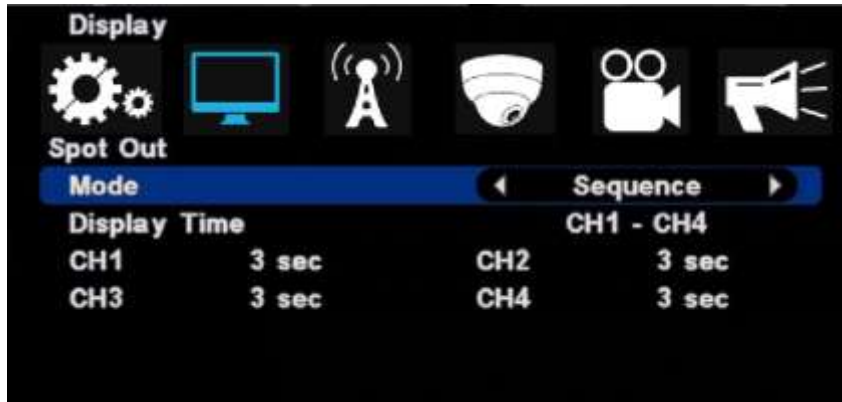 Display
Spot Out
Mode Sequence
Display Time CH1 - CH4
CH1 3 sec CH2 3 sec
CH3 3 sec CH4 3 sec